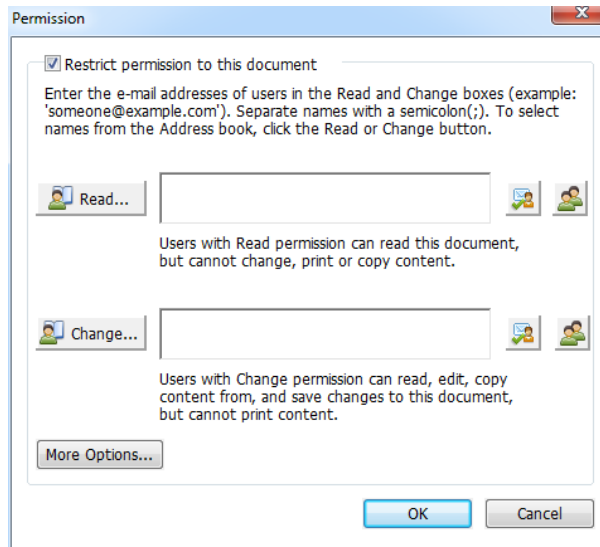 Permission
Restrict permission to this document
Enter the e-mail addresses of users in the Read and Change boxes (example:
'someone@example.com'). Separate names with a semicolon(;). To select
names from the Address book, click the Read or Change button.
Read...
Users with Read permission can read this document,
but cannot change, print or copy content.
Change...
Users with Change permission can read, edit, copy
content from, and save changes to this document,
but cannot print content.
More Options...
OK
Cancel